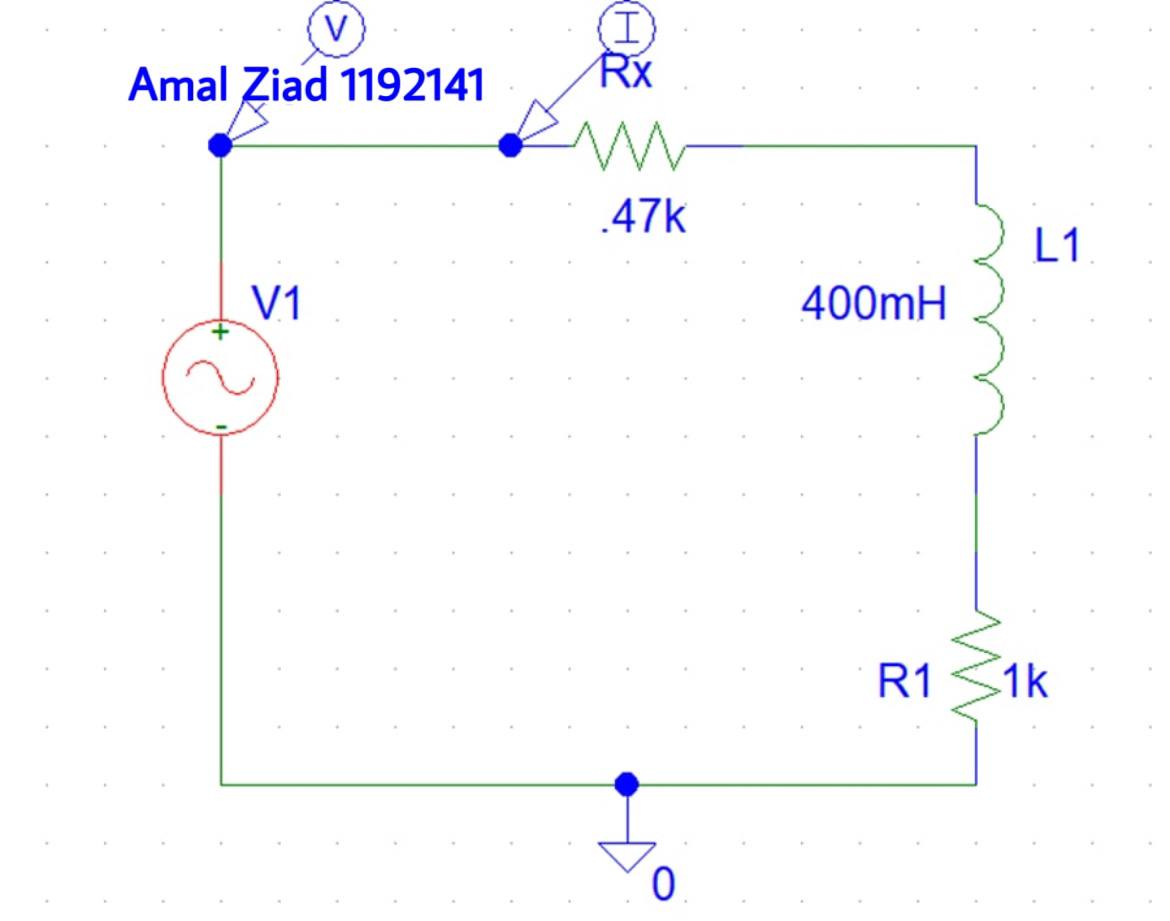 V
I
Amal Ziad 1192141
Rx
.47k
L1
V1
400mH
+
-
R1
1k
0